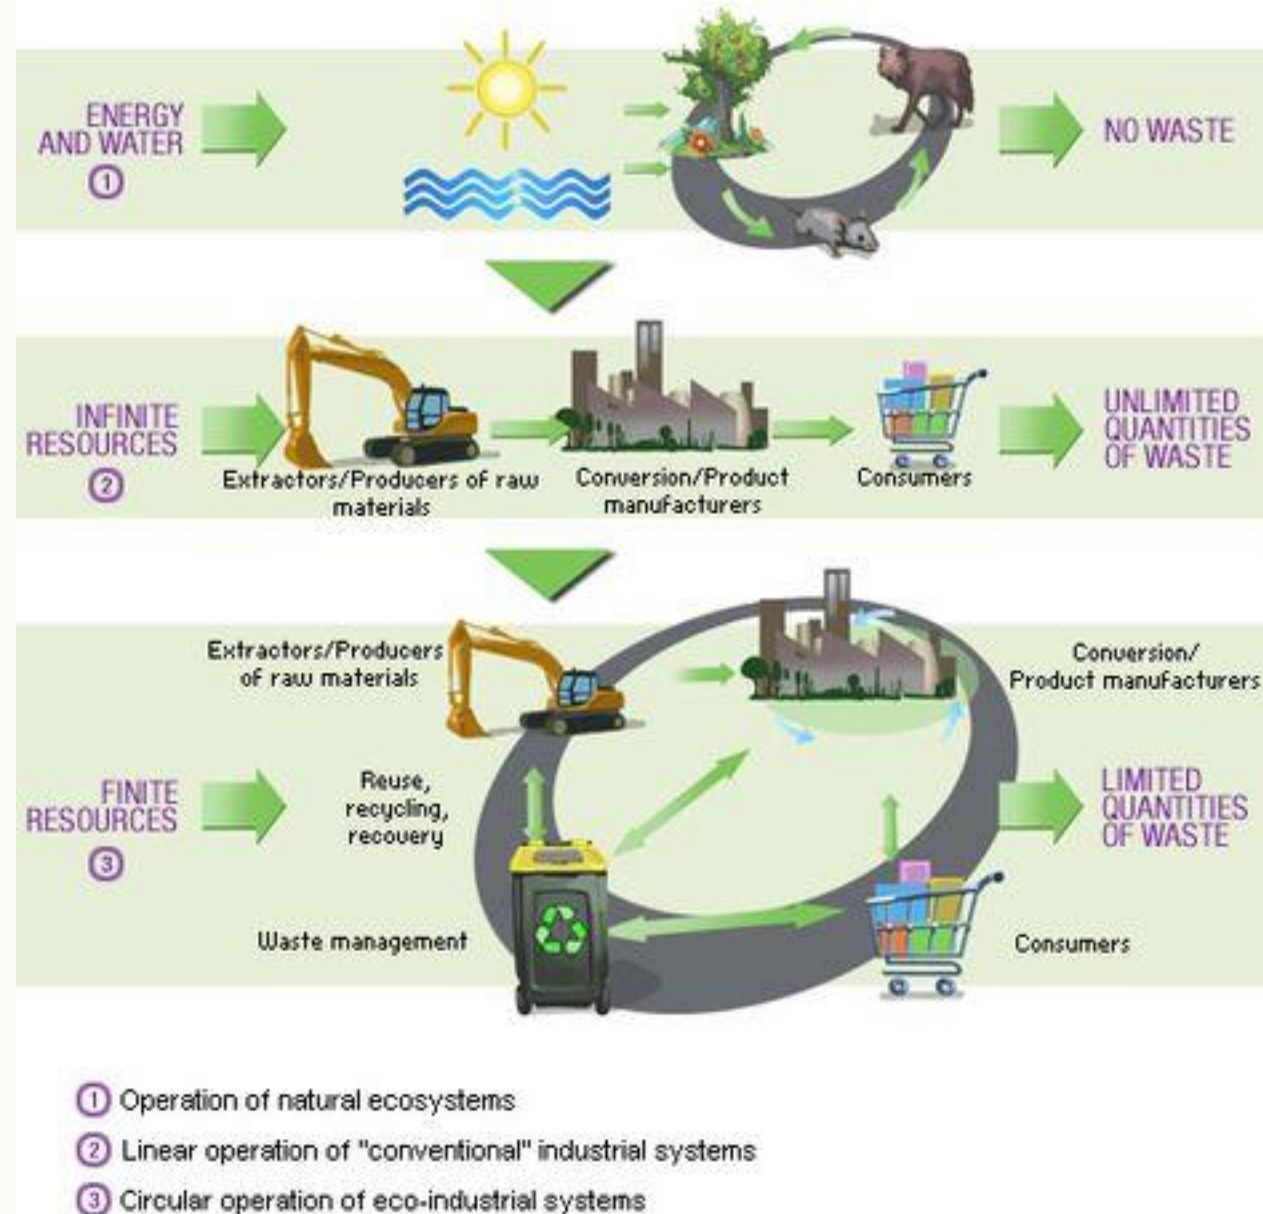 ENERGY
AND WATER
1
NO WASTE
INFINITE
RESOURCES
2
Extractors/Producers of raw
materials
Conversion/Product
manufacturers
Consumers
UNLIMITED
QUANTITIES
OF WASTE
Extractors/Producers
of raw materials
Conversion/
Product manufacturers
FINITE
RESOURCES
3
Reuse,
recycling,
recovery
LIMITED
QUANTITIES
OF WASTE
Waste management
Consumers
1 Operation of natural ecosystems
2 Linear operation of "conventional" industrial systems
3 Circular operation of eco-industrial systems